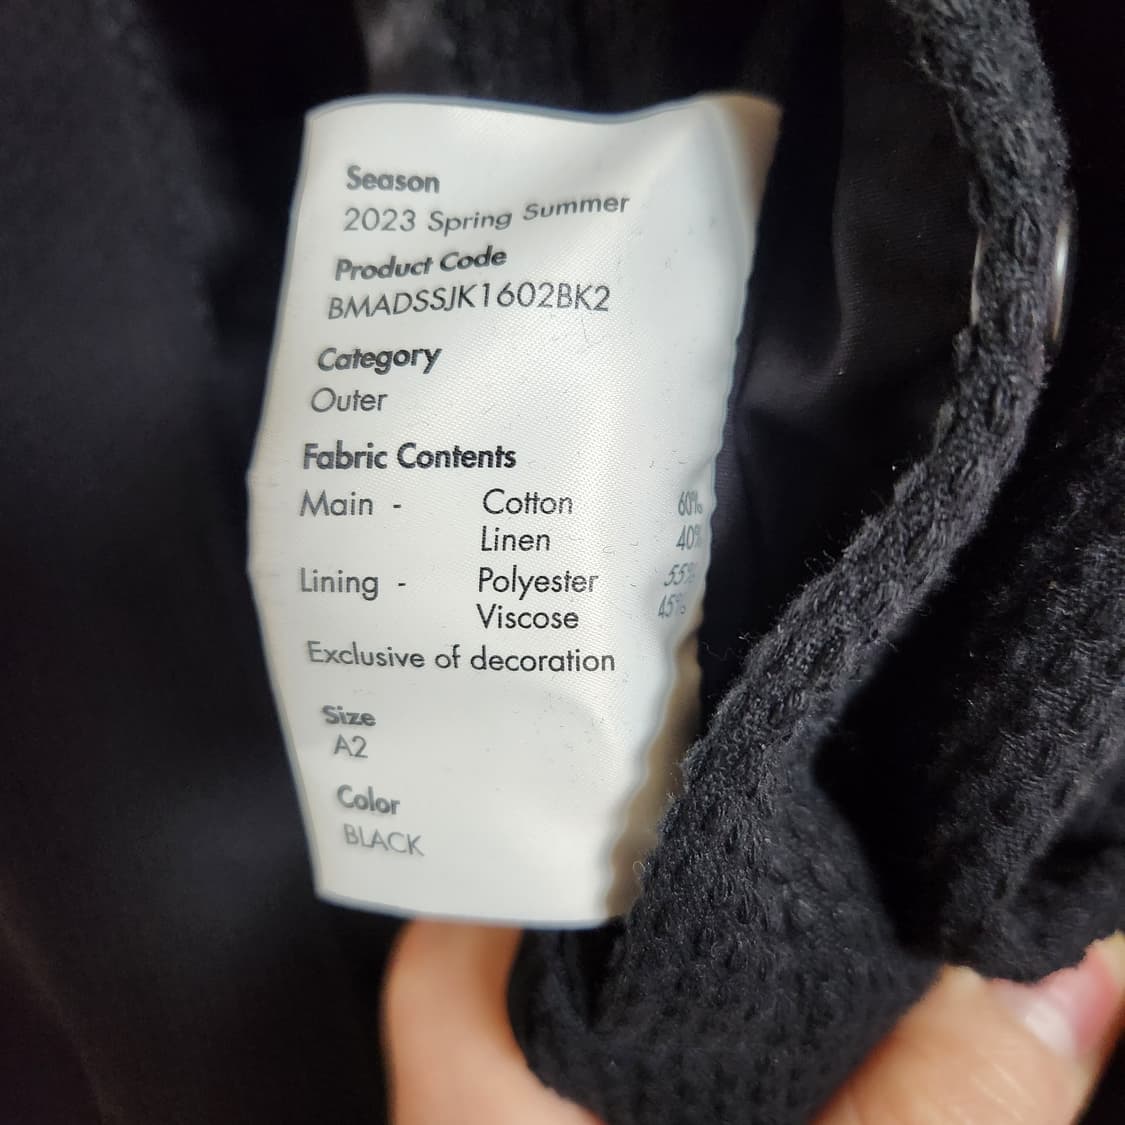 Season
2023 Spring Summer
Product Code
BMADSSJK1602BK2
Category
Outer
Fabric Contents
Main - Cotton 60%
Linen 40%
Lining - Polyester 55%
Viscose 45%
Exclusive of decoration
Size
A2
Color
BLACK